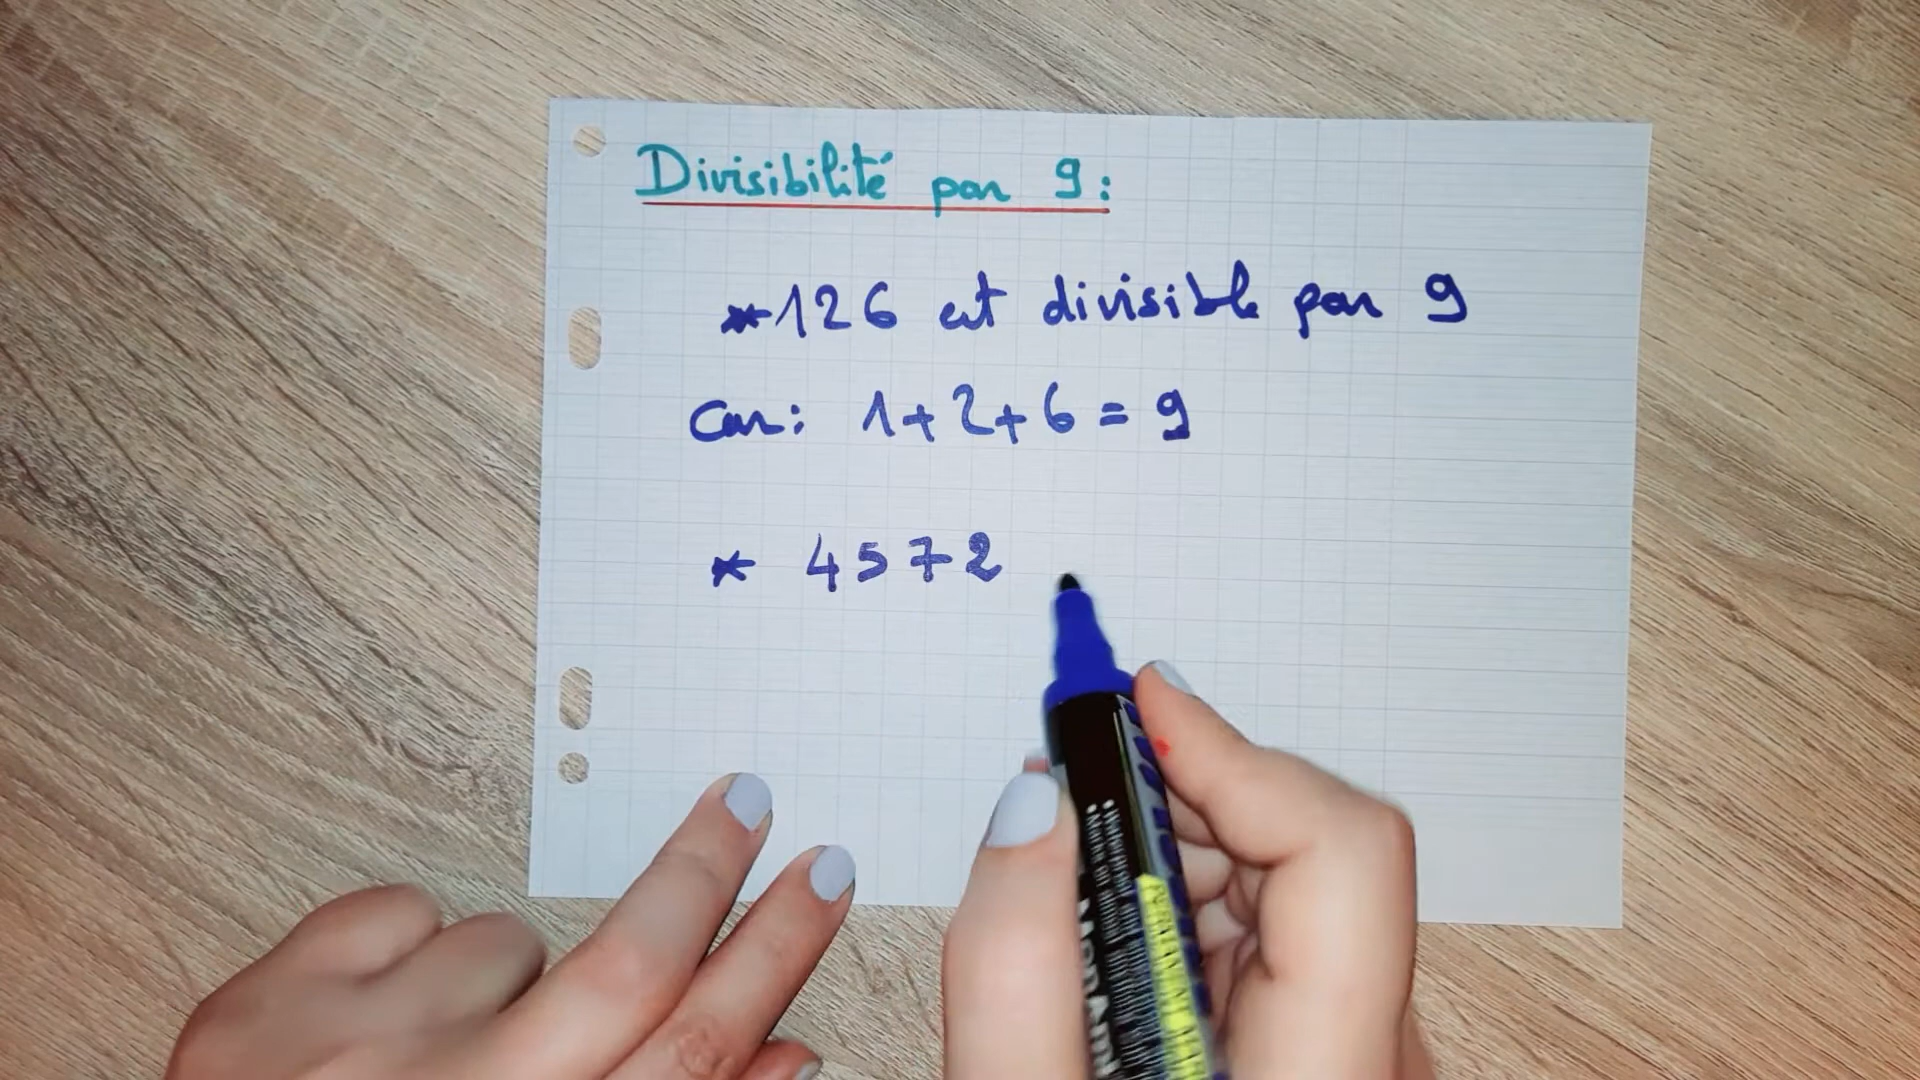 Divisibilité par 9 :
* 126 est divisible par 9
Car : 1 + 2 + 6 = 9
* 4572